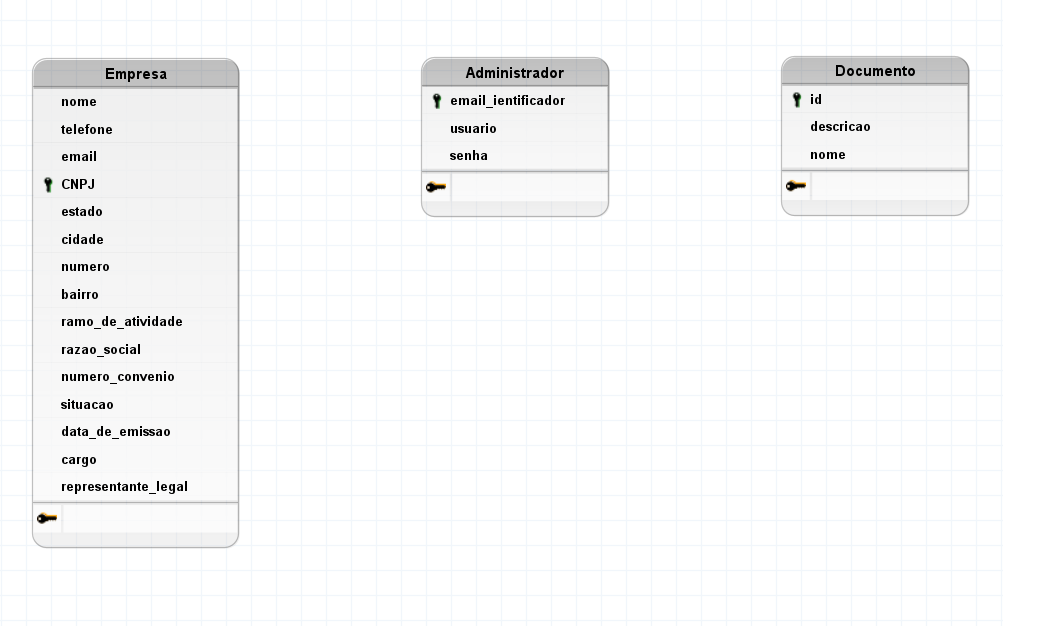 Empresa
nome
telefone
email
CNPJ
estado
cidade
numero
bairro
ramo_de_atividade
razao_social
numero_convenio
situacao
data_de_emissao
cargo
representante_legal
Administrador
email_ientificador
usuario
senha
Documento
id
descricao
nome